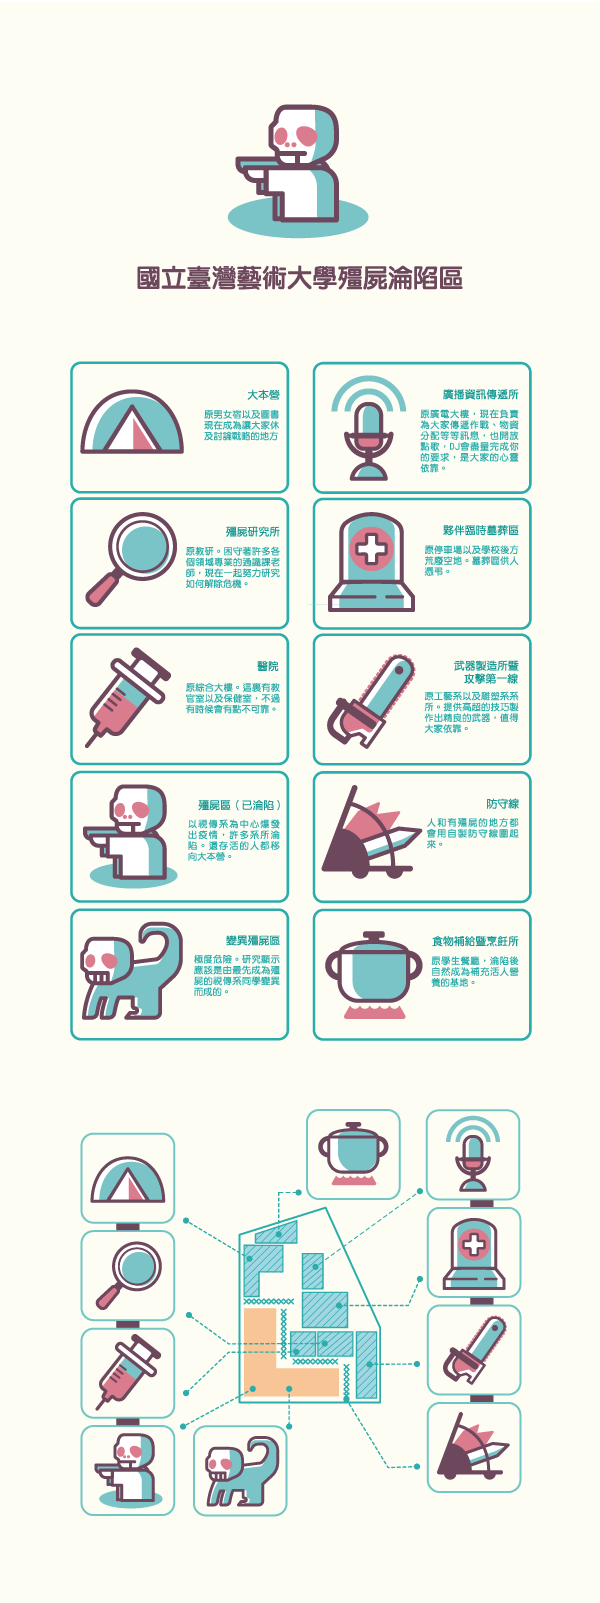 國立臺灣藝術大學殭屍淪陷區
大本營
原男女宿以及圖書
現在成為讓大家休
及討論戰略的地方
廣播資訊傳遞所
原廣電大樓，現在負責
為大家傳遞作戰、物資
分配等等訊息，也開放
點歌，DJ會盡量完成你
的要求，是大家的心靈
依靠。
殭屍研究所
原教研。困守著許多各
個領域專業的通識課老
師，現在一起努力研究
如何解除危機。
夥伴臨時墓葬區
原停車場以及學校後方
荒廢空地。墓葬區供人
憑弔。
醫院
原綜合大樓。這裏有教
官室以及保健室，不過
有時候會有點不可靠。
武器製造所暨
攻擊第一線
原工藝系以及雕塑系系
所。提供高超的技巧製
作出精良的武器，值得
大家依靠。
殭屍區（已淪陷）
以視傳系為中心爆發
出疫情，許多系所淪
陷。還存活的人都移
向大本營。
防守線
人和有殭屍的地方都
會用自製防守線圍起
來。
變異殭屍區
極度危險。研究顯示
應該是由最先成為殭
屍的視傳系同學變異
而成的。
食物補給暨烹飪所
原學生餐廳，淪陷後
自然成為補充活人營
養的基地。